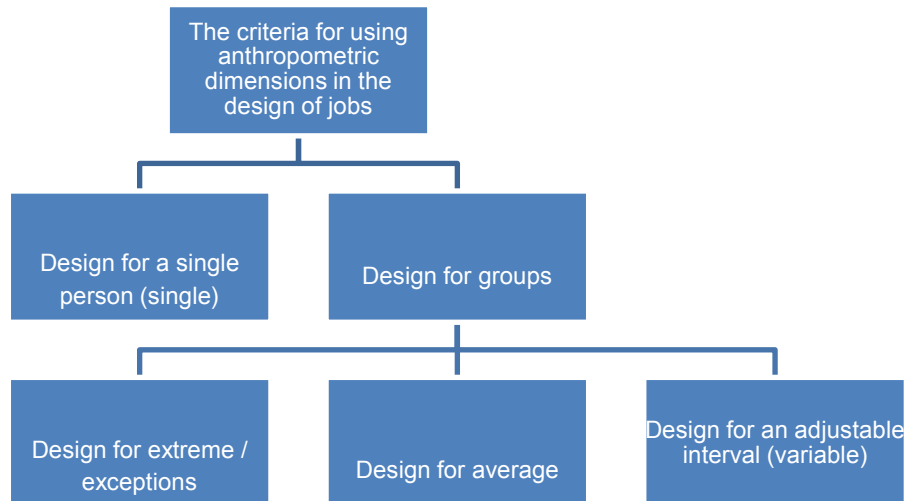 The criteria for using
anthropometric
dimensions in the
design of jobs
Design for a single
person (single)
Design for groups
Design for extreme /
exceptions
Design for average
Design for an adjustable
interval (variable)